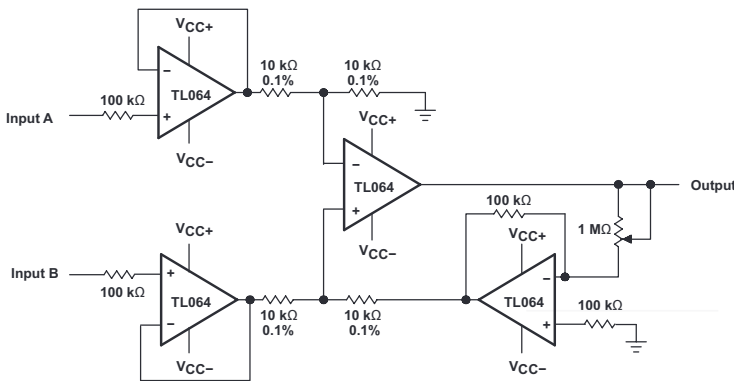 VCC+
10 kΩ
0.1%
10 kΩ
0.1%
–
TL064
+
100 kΩ
Input A
VCC–
VCC+
–
TL064
+
Output
100 kΩ
1 MΩ
VCC–
VCC+
VCC+
Input B
+
100 kΩ
TL064
–
10 kΩ
0.1%
10 kΩ
0.1%
–
TL064
+
100 kΩ
VCC–
VCC–